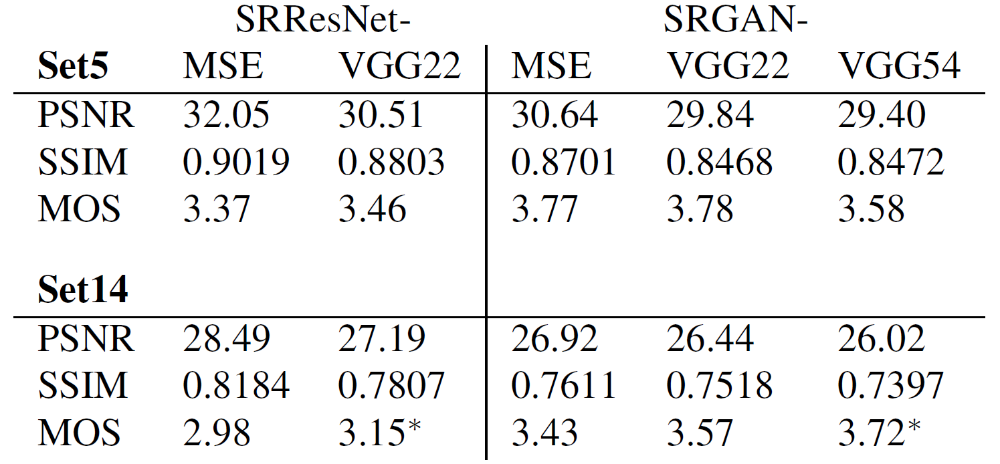 SRResNet- SRGAN-
Set5 MSE VGG22 MSE VGG22 VGG54
PSNR 32.05 30.51 30.64 29.84 29.40
SSIM 0.9019 0.8803 0.8701 0.8468 0.8472
MOS 3.37 3.46 3.77 3.78 3.58
Set14
PSNR 28.49 27.19 26.92 26.44 26.02
SSIM 0.8184 0.7807 0.7611 0.7518 0.7397
MOS 2.98 3.15* 3.43 3.57 3.72*